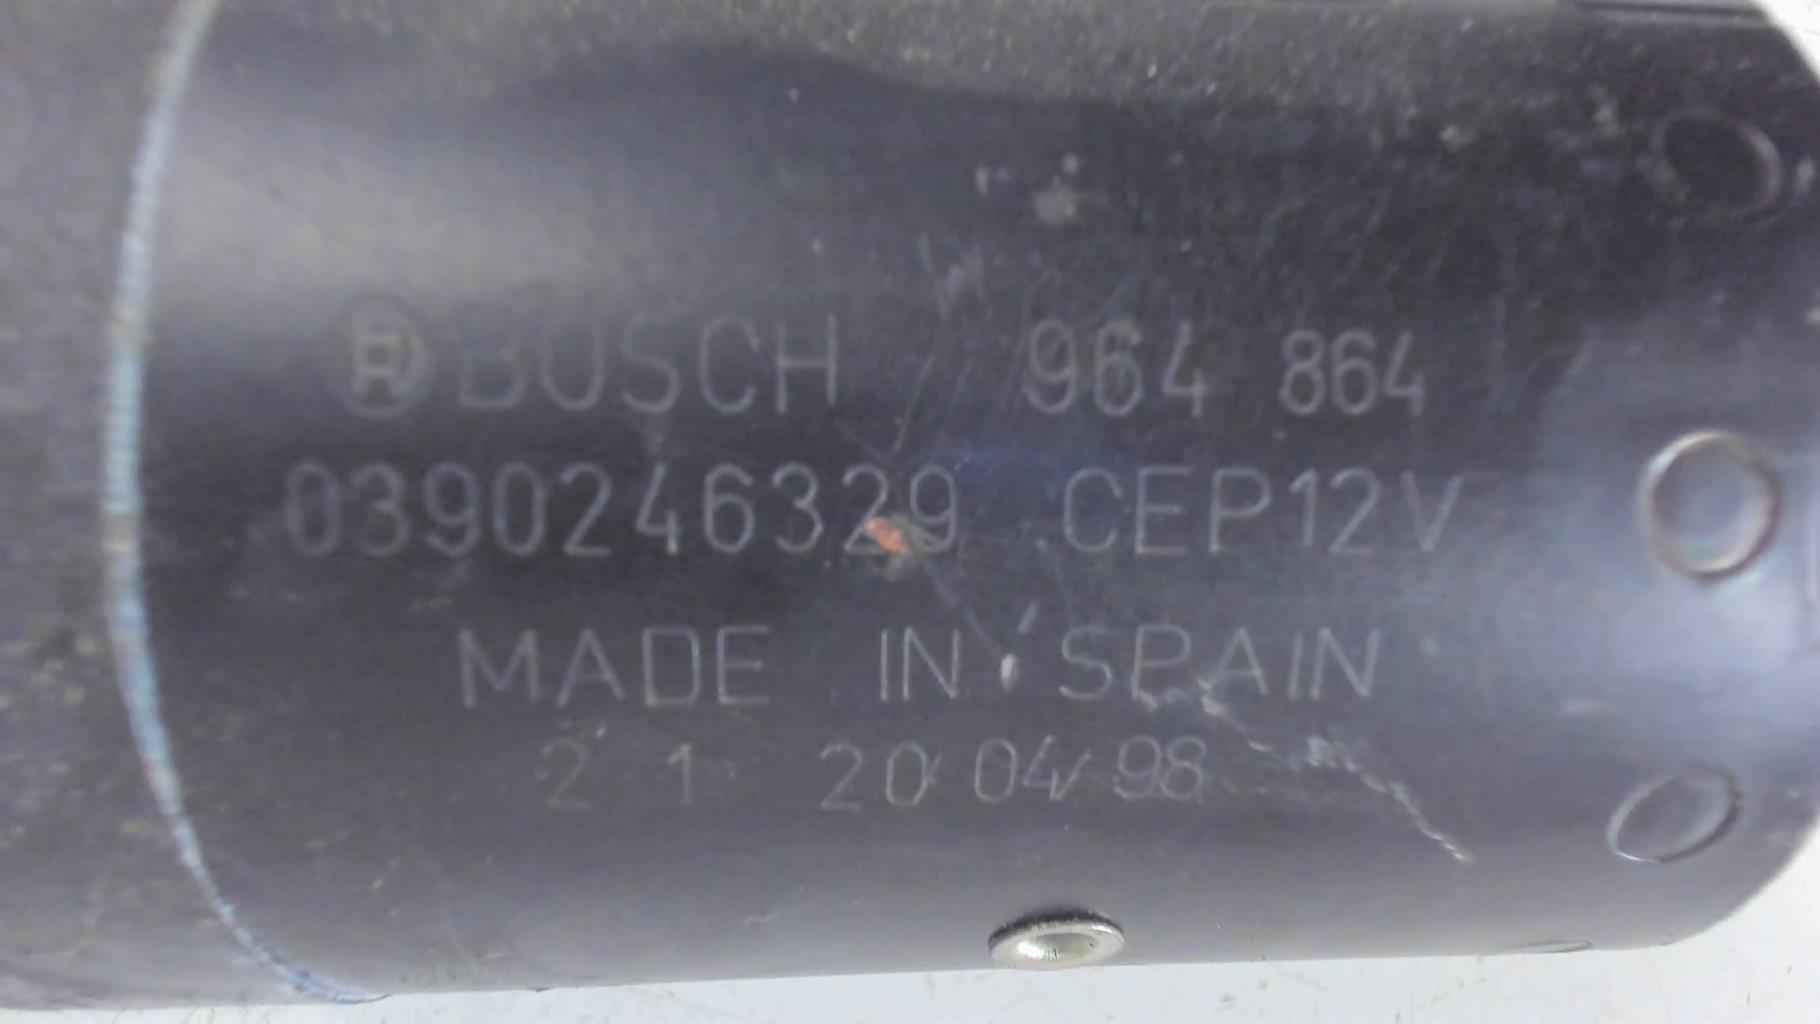 BOSCH 964 864
0390246329 CEP12V
MADE IN SPAIN
2 1 20/04/98